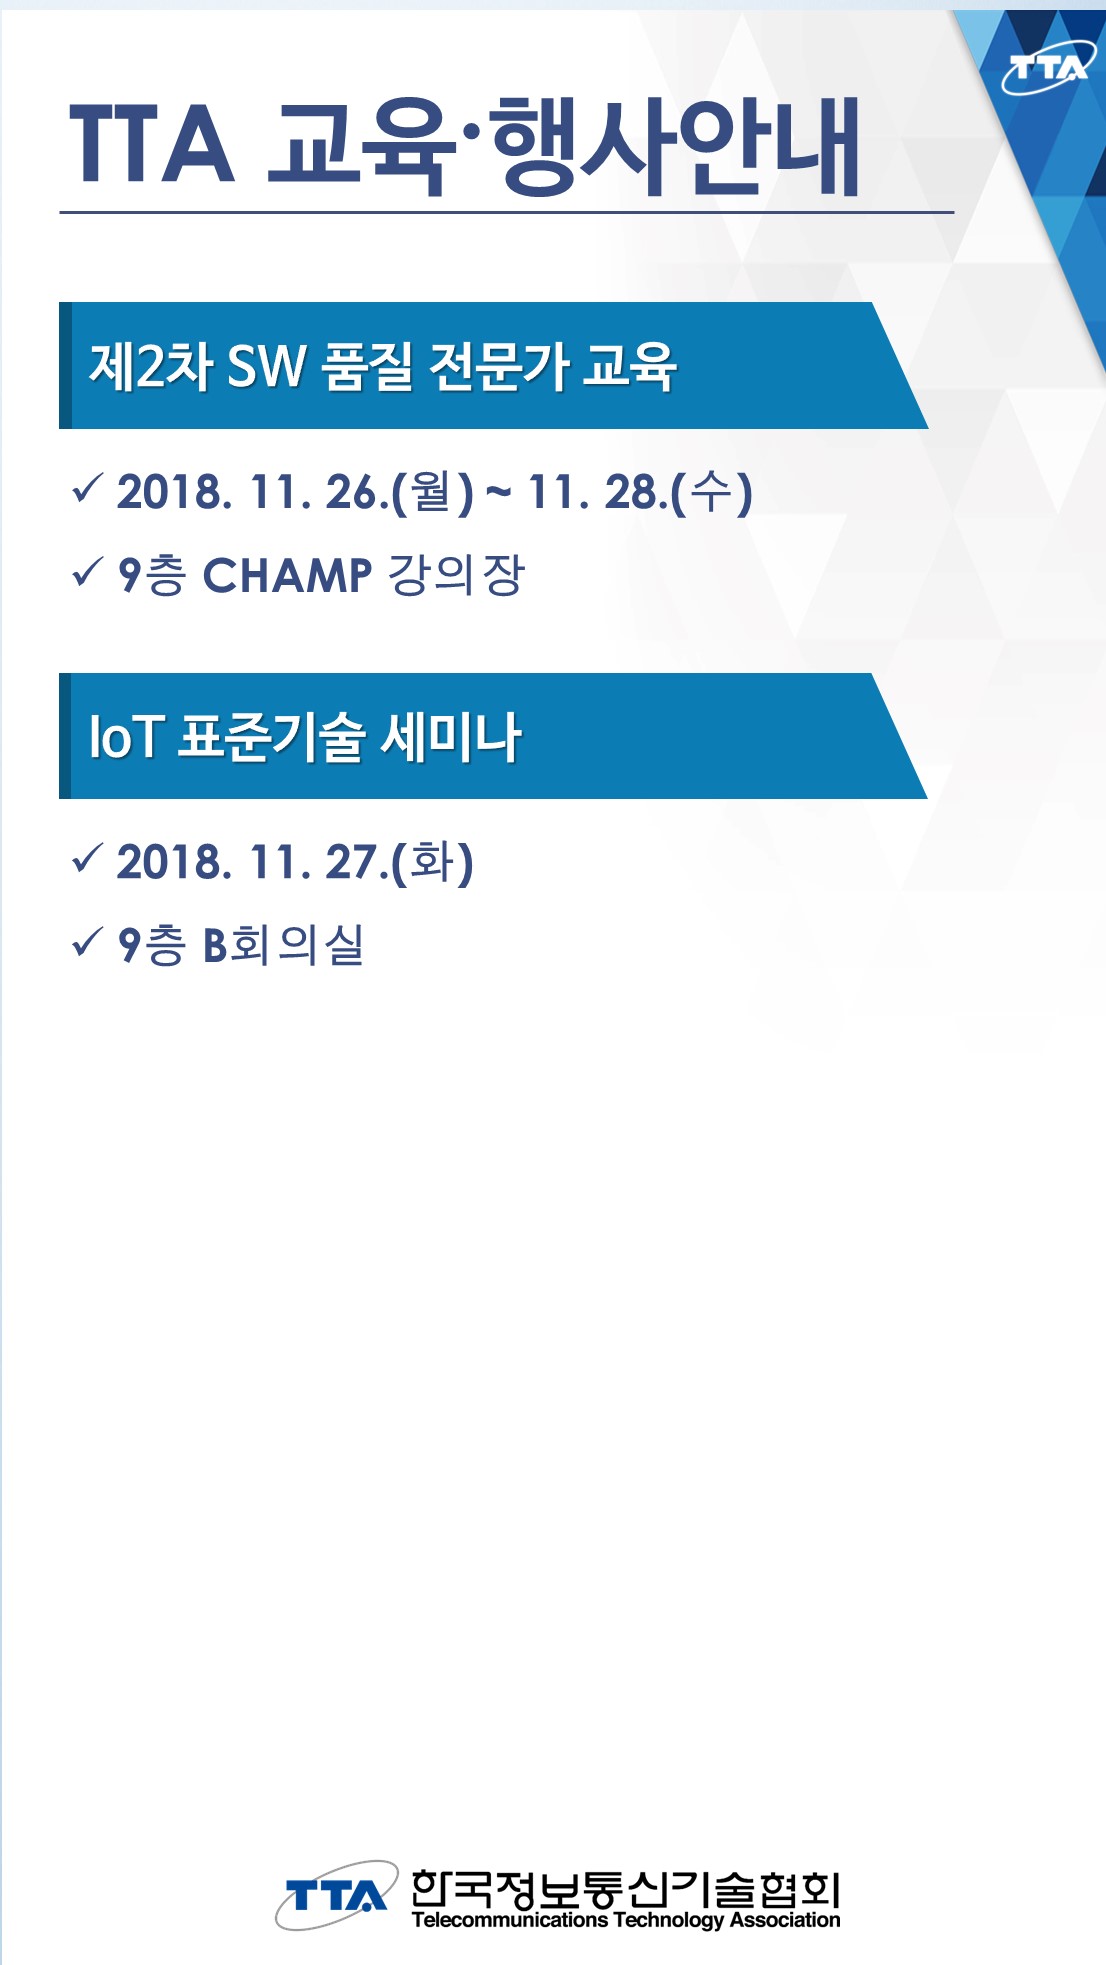 TTA
TTA 교육·행사안내
제2차 SW 품질 전문가 교육
✓ 2018. 11. 26.(월) ~ 11. 28.(수)
✓ 9층 CHAMP 강의장
IoT 표준기술 세미나
✓ 2018. 11. 27.(화)
✓ 9층 B회의실
TTA 한국정보통신기술협회
Telecommunications Technology Association